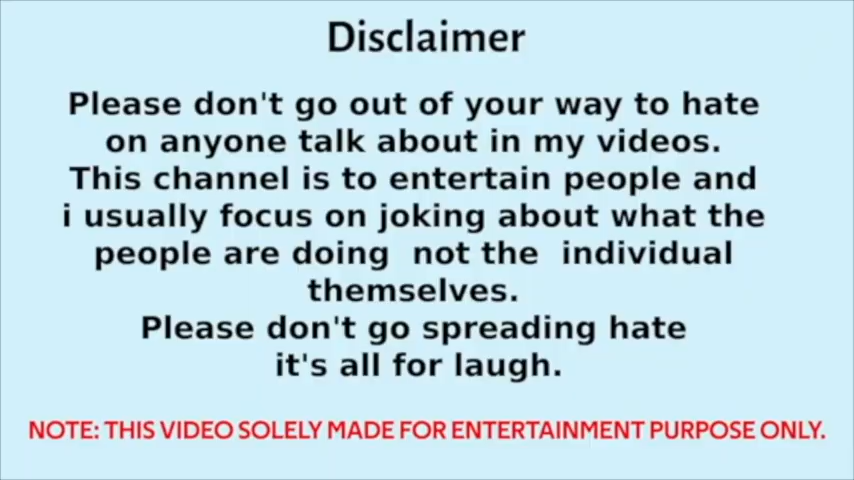 Disclaimer
Please don't go out of your way to hate
on anyone talk about in my videos.
This channel is to entertain people and
i usually focus on joking about what the
people are doing not the individual
themselves.
Please don't go spreading hate
it's all for laugh.
NOTE: THIS VIDEO SOLELY MADE FOR ENTERTAINMENT PURPOSE ONLY.